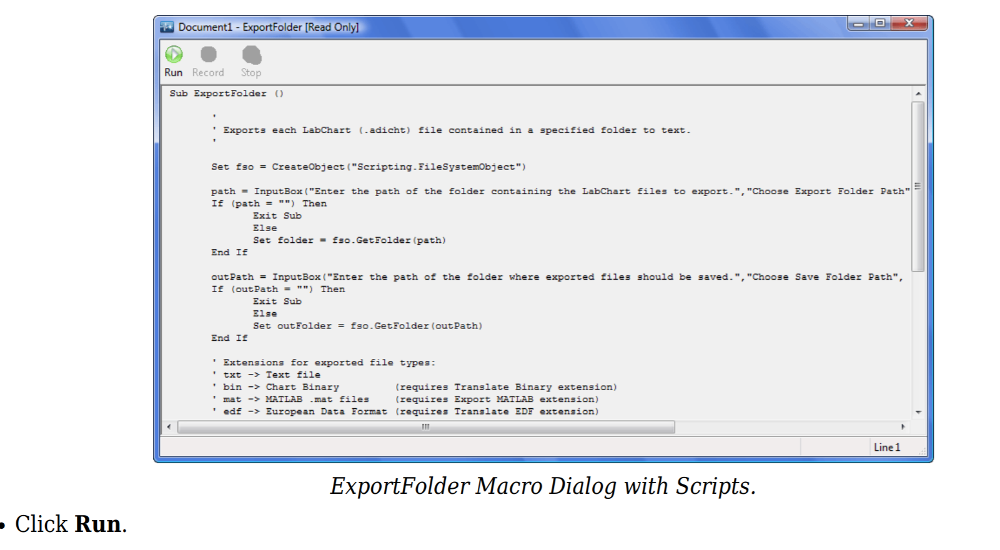 Document1 - ExportFolder [Read Only]
Run Record Stop
Sub ExportFolder ()
'
' Exports each LabChart (.adicht) file contained in a specified folder to text.
'
Set fso = CreateObject("Scripting.FileSystemObject")
path = InputBox("Enter the path of the folder containing the LabChart files to export.","Choose Export Folder Path"
If (path = "") Then
Exit Sub
Else
Set folder = fso.GetFolder(path)
End If
outPath = InputBox("Enter the path of the folder where exported files should be saved.","Choose Save Folder Path",
If (outPath = "") Then
Exit Sub
Else
Set outFolder = fso.GetFolder(outPath)
End If
' Extensions for exported file types:
' txt -> Text file
' bin -> Chart Binary (requires Translate Binary extension)
' mat -> MATLAB .mat files (requires Export MATLAB extension)
' edf -> European Data Format (requires Translate EDF extension)
Line 1
ExportFolder Macro Dialog with Scripts.
• Click Run.